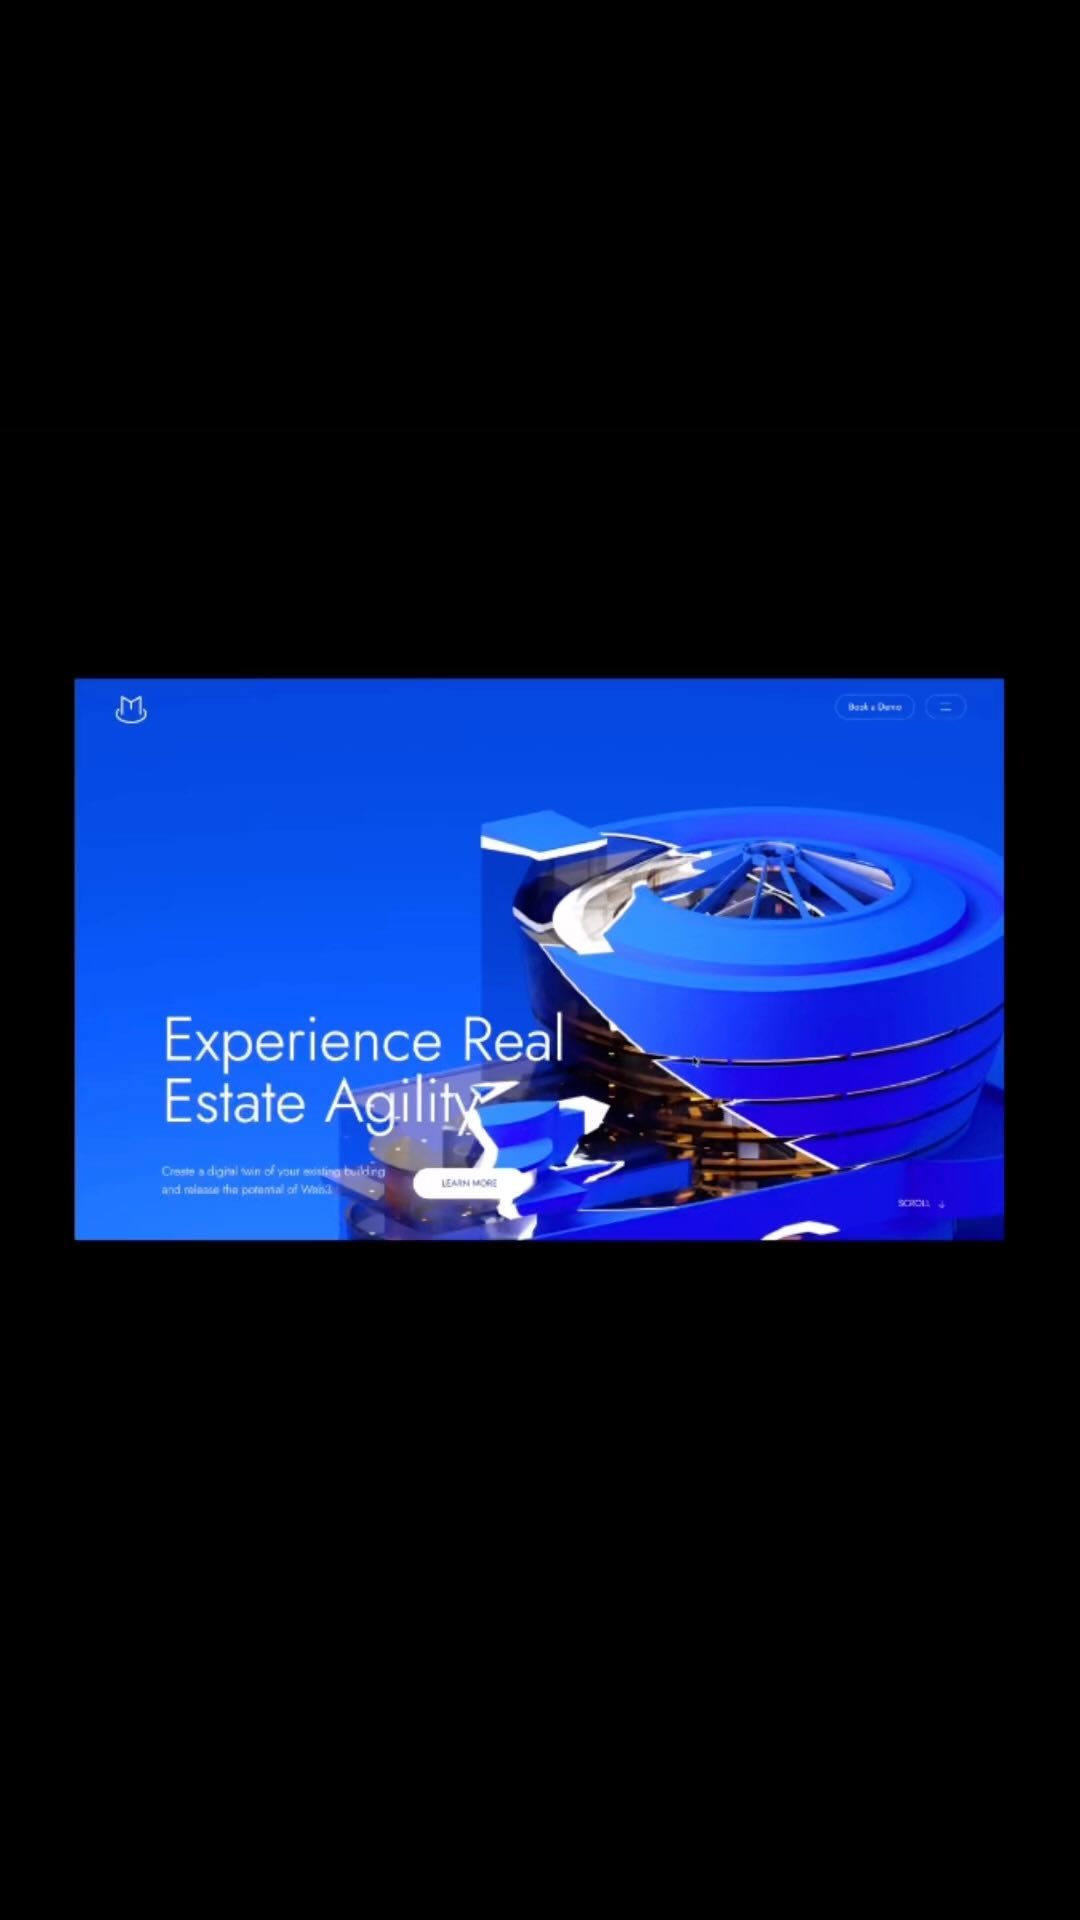 Book a Demo
Experience Real
Estate Agility
Create a digital twin of your existing building
and release the potential of Web3.
LEARN MORE
SCROLL ↓